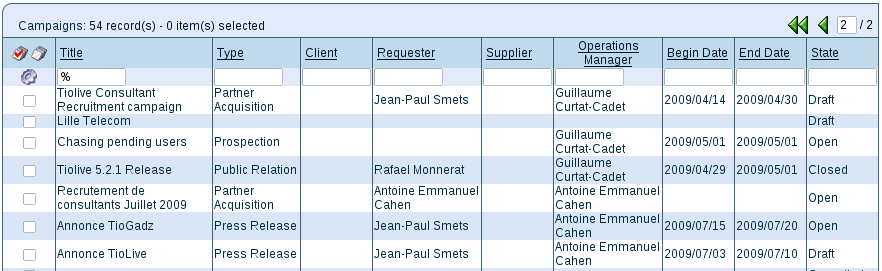 Campaigns: 54 record(s) - 0 item(s) selected 2 / 2
Title Type Client Requester Supplier Operations Manager Begin Date End Date State
%
Tiolive Consultant Recruitment campaign Partner Acquisition Jean-Paul Smets Guillaume Curtat-Cadet 2009/04/14 2009/04/30 Draft
Lille Telecom Draft
Chasing pending users Prospection Guillaume Curtat-Cadet 2009/05/01 2009/05/01 Open
Tiolive 5.2.1 Release Public Relation Rafael Monnerat Guillaume Curtat-Cadet 2009/04/29 2009/05/01 Closed
Recrutement de consultants Juillet 2009 Partner Acquisition Antoine Emmanuel Cahen Antoine Emmanuel Cahen Open
Annonce TioGadz Press Release Jean-Paul Smets Antoine Emmanuel Cahen 2009/07/15 2009/07/20 Open
Annonce TioLive Press Release Jean-Paul Smets Antoine Emmanuel Cahen 2009/07/03 2009/07/10 Draft